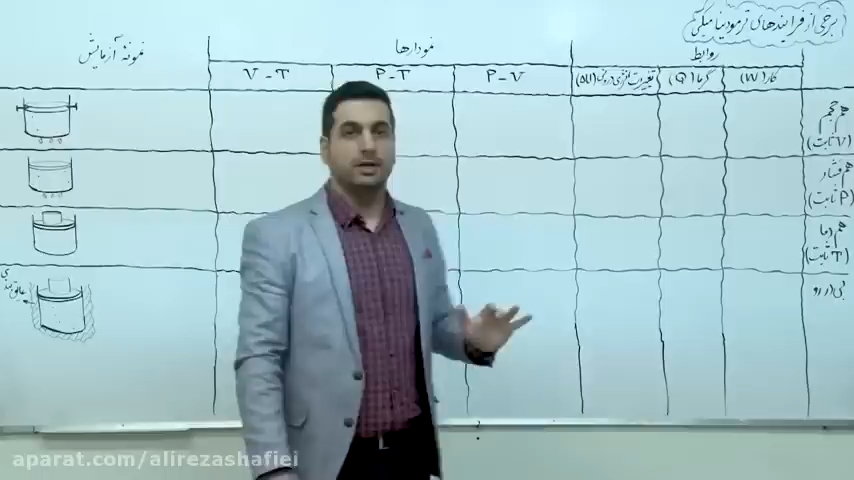 برخی از فرایندهای ترمودینامیکی
روابط
نمودارها
نمونه آزمایش
کار (W)
گرما (Q)
تغییرات انرژی درونی (ΔU)
P - V
P - T
V - T
هم حجم
(V ثابت)
هم فشار
(P ثابت)
هم دما
(T ثابت)
بی دررو
aparat.com/alirezashafiei